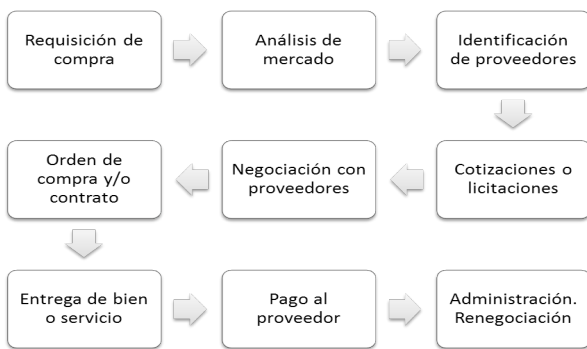 Requisición de
compra
Análisis de
mercado
Identificación
de proveedores
Cotizaciones o
licitaciones
Negociación con
proveedores
Orden de
compra y/o
contrato
Entrega de bien
o servicio
Pago al
proveedor
Administración.
Renegociación